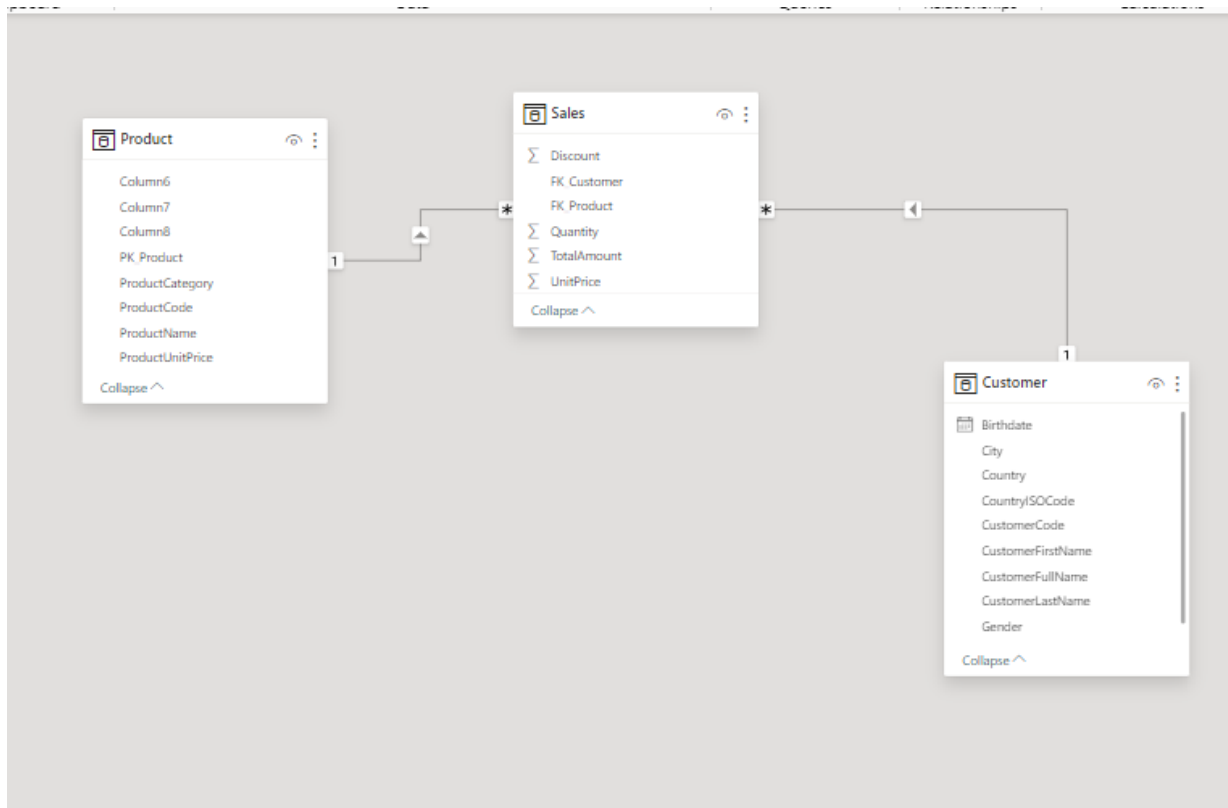 Product
Column6
Column7
Column8
PK_Product
ProductCategory
ProductCode
ProductName
ProductUnitPrice
Collapse
1
*
Sales
Σ Discount
FK_Customer
FK_Product
Σ Quantity
Σ TotalAmount
Σ UnitPrice
Collapse
*
1
Customer
Birthdate
City
Country
CountryISOCode
CustomerCode
CustomerFirstName
CustomerFullName
CustomerLastName
Gender
Collapse